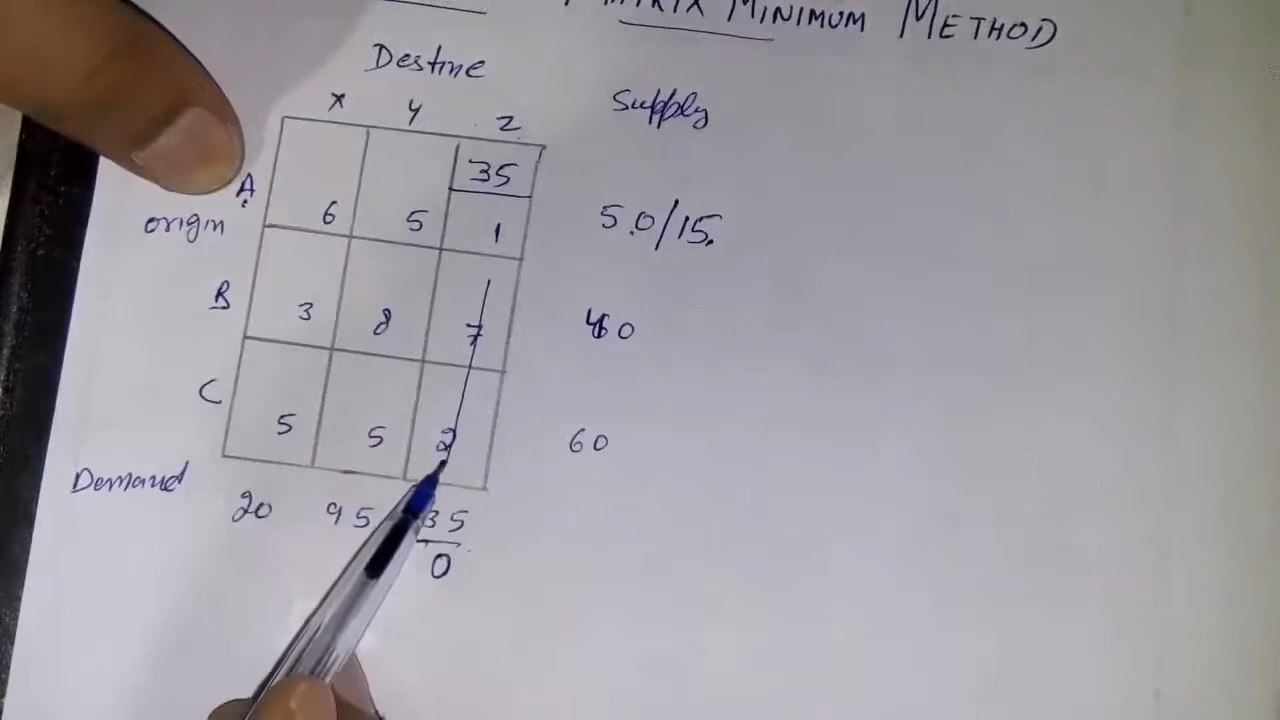 MATRIX MINIMUM METHOD
Destine
X Y Z Supply
35
A 6 5 1 50/15
origin
B 3 8 7 40
C 5 5 2 60
Demand 20 95 35
0